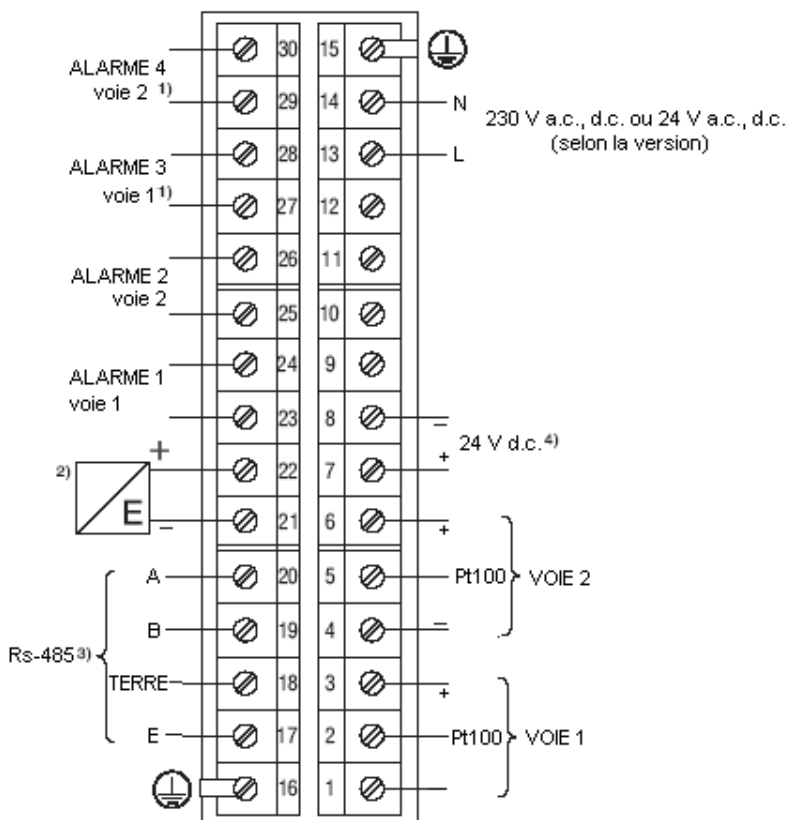 ALARME 4
voie 2 1)
ALARME 3
voie 1 1)
ALARME 2
voie 2
ALARME 1
voie 1
2)
+
E
−
Rs-485 3)
A
B
TERRE
E
30 15
29 14
28 13
27 12
26 11
25 10
24 9
23 8
22 7
21 6
20 5
19 4
18 3
17 2
16 1
N
L
230 V a.c., d.c. ou 24 V a.c., d.c.
(selon la version)
−
24 V d.c. 4)
+
+
Pt100
VOIE 2
−
+
Pt100
VOIE 1
−